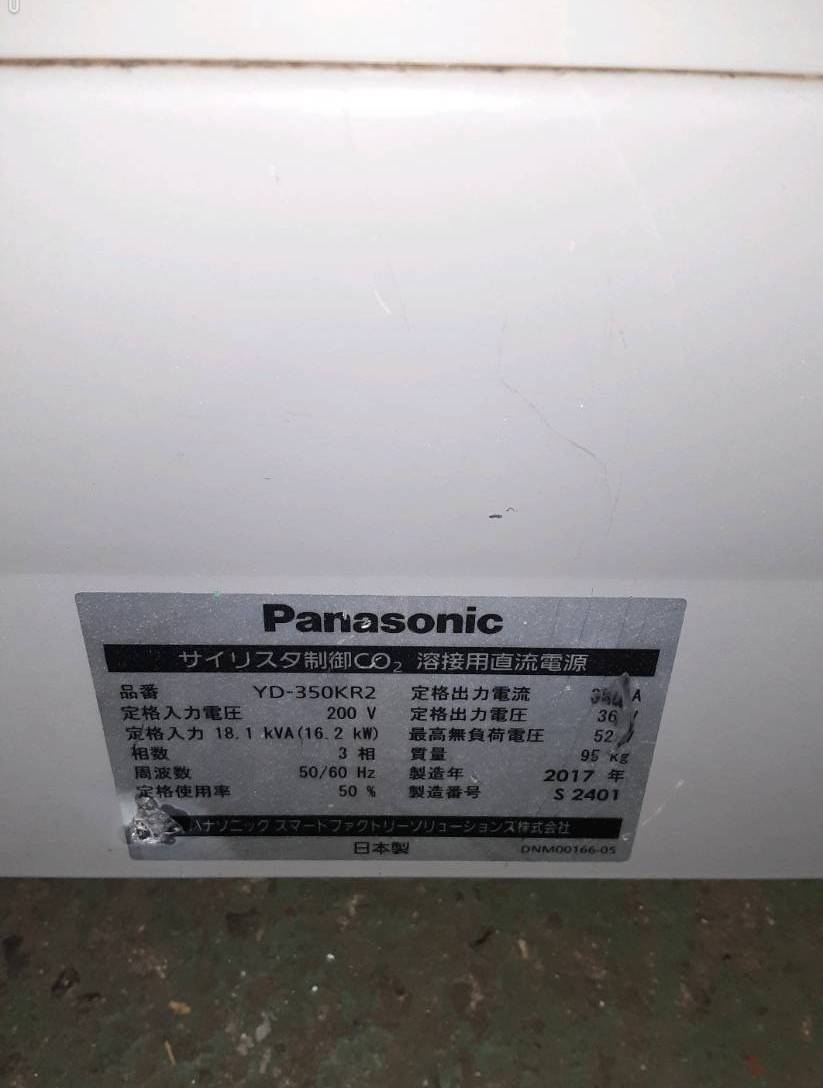 Panasonic
サイリスタ制御CO₂ 溶接用直流電源
品番 YD-350KR2 定格出力電流 A
定格入力電圧 200 V 定格出力電圧 36
定格入力 18.1 kVA(16.2 kW) 最高無負荷電圧 52
相数 3 相 質量 95 kg
周波数 50/60 Hz 製造年 2017 年
定格使用率 50 % 製造番号 S 2401
パナソニック スマートファクトリーソリューションズ株式会社
日本製 DNM00166-05